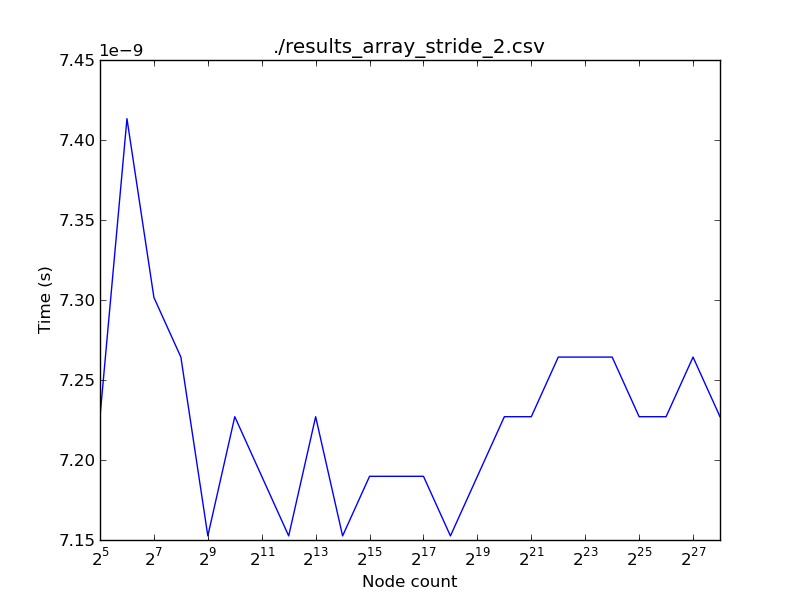 ./results_array_stride_2.csv
1e−9
7.45
7.40
7.35
7.30
7.25
7.20
7.15
Time (s)
2^5 2^7 2^9 2^11 2^13 2^15 2^17 2^19 2^21 2^23 2^25 2^27
Node count